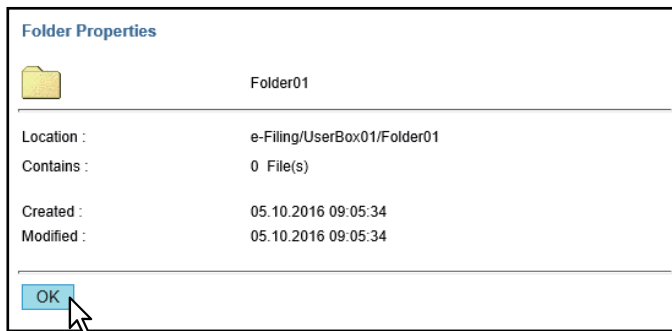 Folder Properties
Folder01
Location : e-Filing/UserBox01/Folder01
Contains : 0 File(s)
Created : 05.10.2016 09:05:34
Modified : 05.10.2016 09:05:34
OK